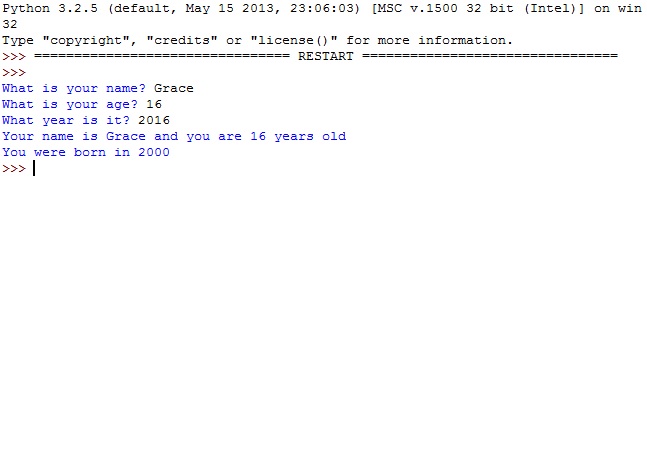 Python 3.2.5 (default, May 15 2013, 23:06:03) [MSC v.1500 32 bit (Intel)] on win
32
Type "copyright", "credits" or "license()" for more information.
>>> ================================ RESTART ================================
>>>
What is your name? Grace
What is your age? 16
What year is it? 2016
Your name is Grace and you are 16 years old
You were born in 2000
>>>